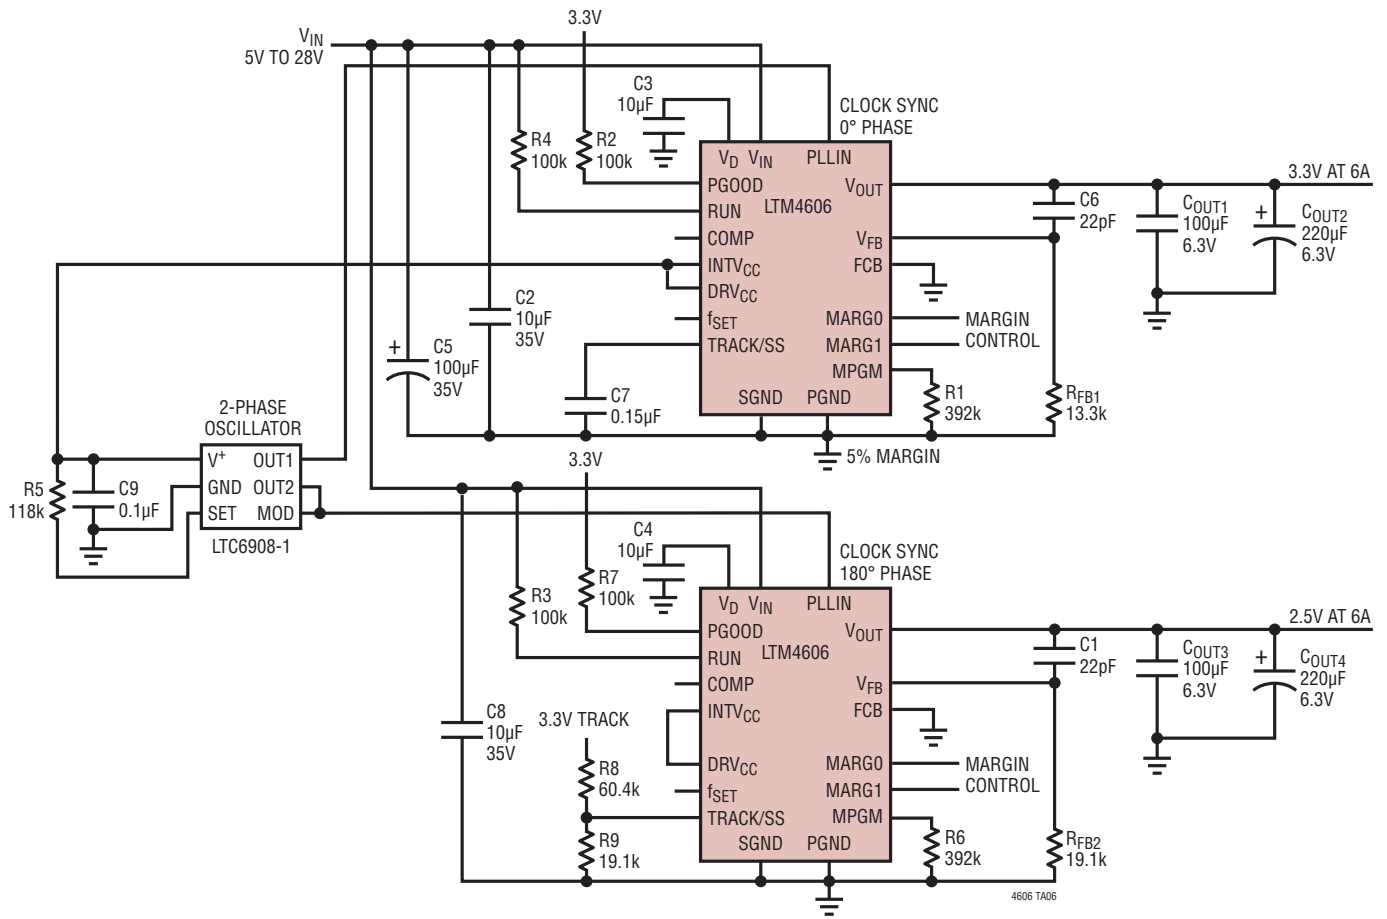 3.3V
VIN
5V TO 28V
C3
10µF
CLOCK SYNC
0° PHASE
R4
100k
R2
100k
VD VIN PLLIN
PGOOD
VOUT
3.3V AT 6A
LTM4606
RUN
C6
22pF
COUT1
100µF
6.3V
COUT2
+
220µF
6.3V
COMP
VFB
INTVCC
FCB
DRVCC
C2
10µF
35V
fSET
MARG0
MARGIN
CONTROL
TRACK/SS
MARG1
+
C5
100µF
35V
MPGM
C7
0.15µF
SGND PGND
R1
392k
RFB1
13.3k
2-PHASE
OSCILLATOR
5% MARGIN
3.3V
V+ OUT1
GND OUT2
SET MOD
LTC6908-1
R5
118k
C9
0.1µF
C4
10µF
CLOCK SYNC
180° PHASE
R3
100k
R7
100k
VD VIN PLLIN
PGOOD
VOUT
2.5V AT 6A
LTM4606
RUN
C1
22pF
COUT3
100µF
6.3V
COUT4
+
220µF
6.3V
COMP
VFB
INTVCC
FCB
C8
10µF
35V
3.3V TRACK
DRVCC
MARG0
MARGIN
CONTROL
R8
60.4k
fSET
MARG1
TRACK/SS
MPGM
R9
19.1k
SGND PGND
R6
392k
RFB2
19.1k
4606 TA06